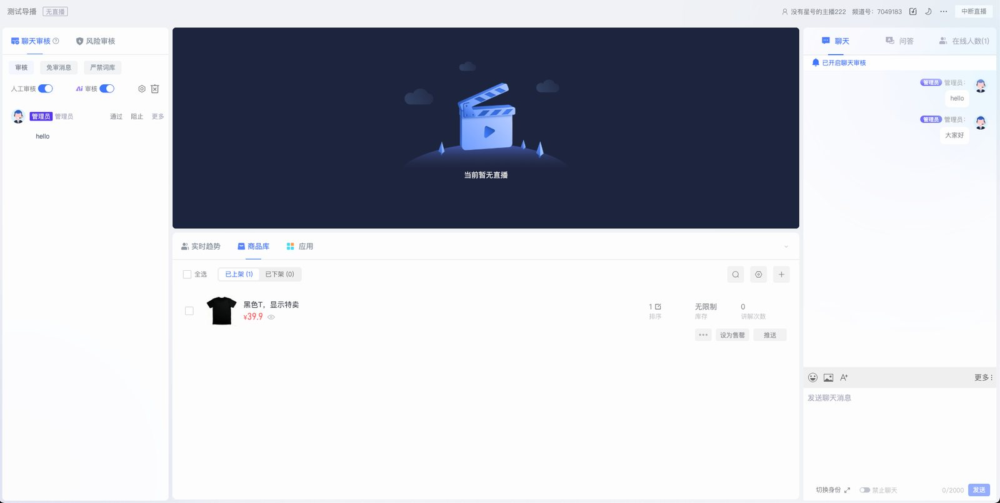 测试导播 无直播
没有星号的主播222 频道号：7049183 中断直播
聊天审核 风险审核
审核 免审消息 严禁词库
人工审核 Ai 审核
管理员 管理员 通过 阻止 更多
hello
当前暂无直播
实时趋势 商品库 应用
全选 已上架 (1) 已下架 (0)
黑色T，显示特卖
¥39.9
1 无限制 0
排序 库存 讲解次数
设为售罄 推送
聊天 问答 在线人数(1)
已开启聊天审核
管理员 管理员：
hello
管理员 管理员：
大家好
A+ 更多
发送聊天消息
切换身份 禁止聊天 0/2000 发送